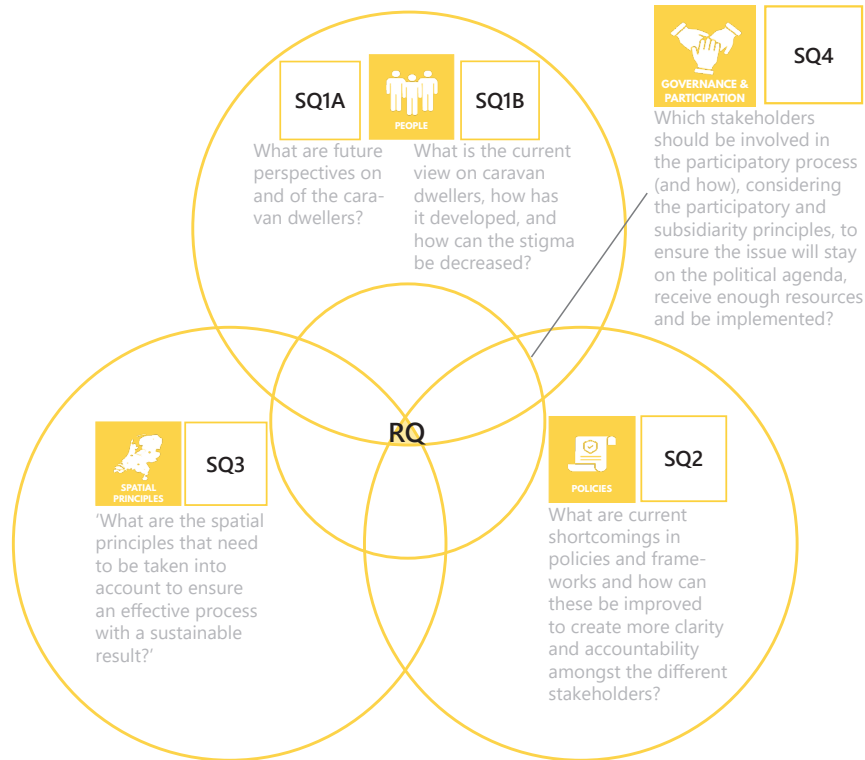 SQ1A
PEOPLE
SQ1B
What are future
perspectives on
and of the cara-
van dwellers?
What is the current
view on caravan
dwellers, how has
it developed, and
how can the stigma
be decreased?
GOVERNANCE &
PARTICIPATION
SQ4
Which stakeholders
should be involved in
the participatory process
(and how), considering
the participatory and
subsidiarity principles, to
ensure the issue will stay
on the political agenda,
receive enough resources
and be implemented?
RQ
SPATIAL
PRINCIPLES
SQ3
‘What are the spatial
principles that need
to be taken into
account to ensure
an effective process
with a sustainable
result?’
POLICIES
SQ2
What are current
shortcomings in
policies and frame-
works and how can
these be improved
to create more clarity
and accountability
amongst the different
stakeholders?